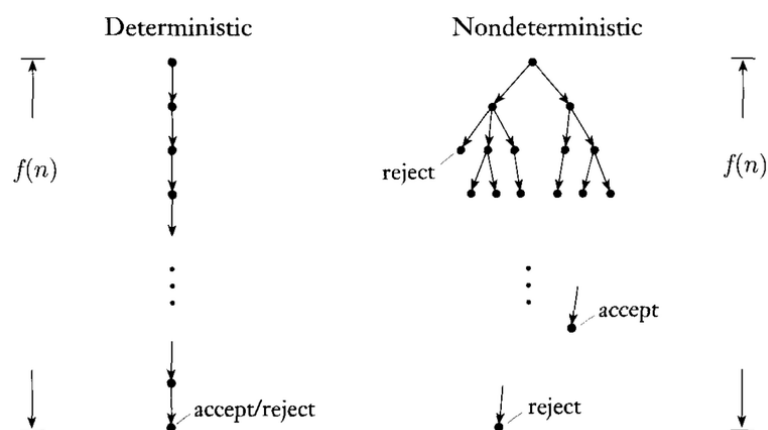 Deterministic
Nondeterministic
f(n)
reject
f(n)
accept
accept/reject
reject